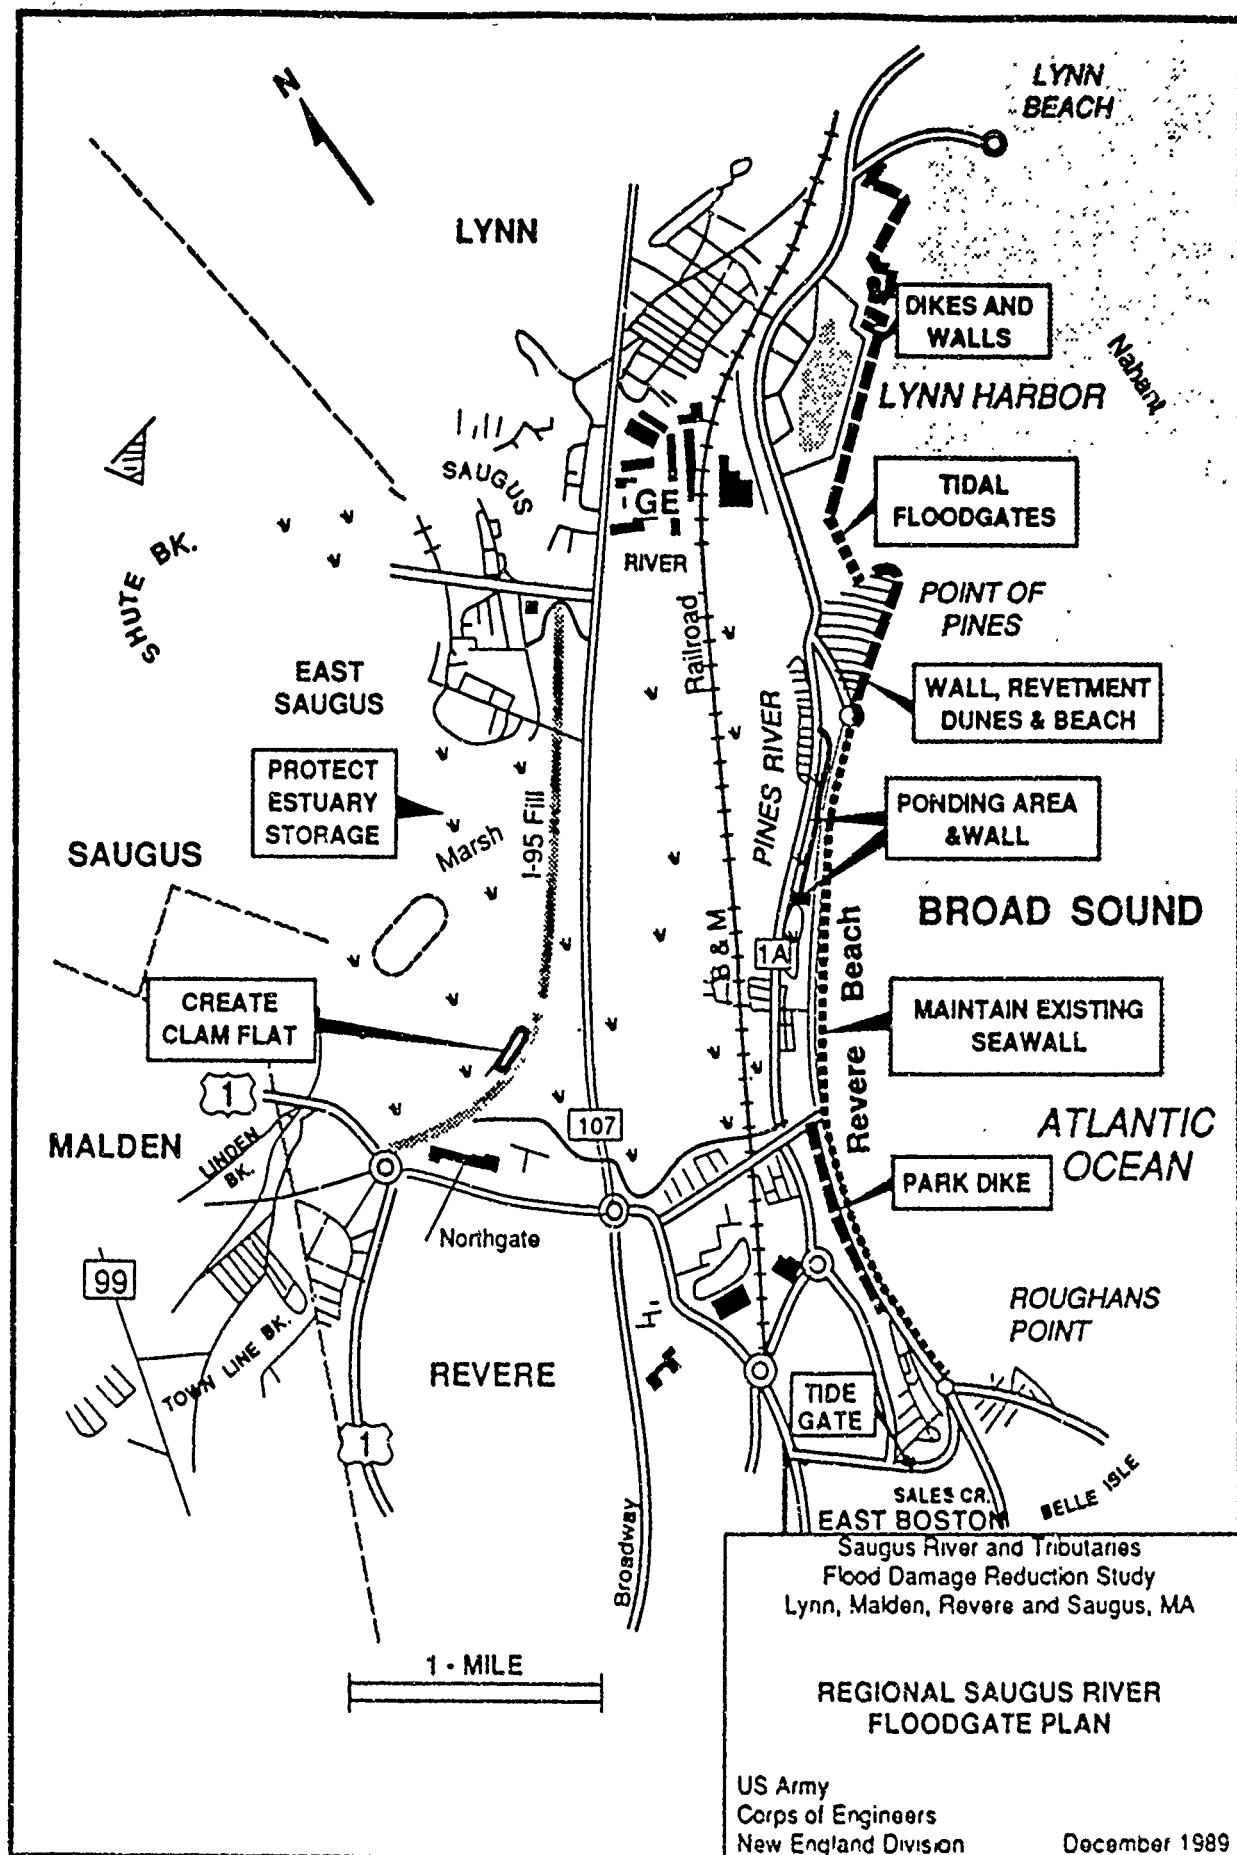 N
LYNN
BEACH
LYNN
DIKES AND
WALLS
Nahant
LYNN HARBOR
SAUGUS
TIDAL
FLOODGATES
GE
SHUTE BK.
RIVER
POINT OF
PINES
Railroad
EAST
SAUGUS
WALL, REVETMENT
DUNES & BEACH
PINES RIVER
PROTECT
ESTUARY
STORAGE
I-95 Fill
PONDING AREA
&WALL
Marsh
SAUGUS
BROAD SOUND
B & M
1A
Revere Beach
CREATE
CLAM FLAT
MAINTAIN EXISTING
SEAWALL
1
107
MALDEN
LINDEN
BK.
ATLANTIC
OCEAN
PARK DIKE
Northgate
99
ROUGHANS
POINT
TOWN LINE BK.
REVERE
TIDE
GATE
1
SALES CR.
BELLE ISLE
EAST BOSTON
Broadway
Saugus River and Tributaries
Flood Damage Reduction Study
Lynn, Malden, Revere and Saugus, MA
1 - MILE
REGIONAL SAUGUS RIVER
FLOODGATE PLAN
US Army
Corps of Engineers
New England Division December 1989